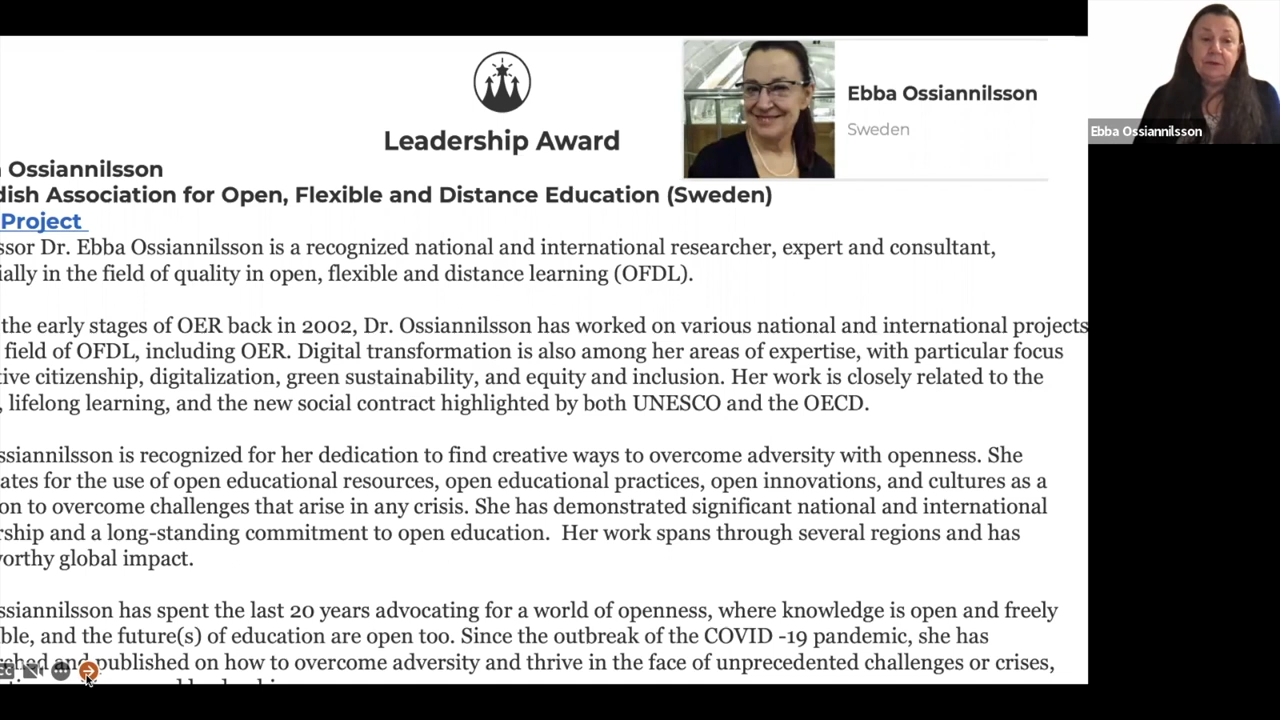 Ebba Ossiannilsson
Sweden
Ebba Ossiannilsson
Leadership Award
Ossiannilsson
dish Association for Open, Flexible and Distance Education (Sweden)
Project
ssor Dr. Ebba Ossiannilsson is a recognized national and international researcher, expert and consultant,
ially in the field of quality in open, flexible and distance learning (OFDL).
the early stages of OER back in 2002, Dr. Ossiannilsson has worked on various national and international projects
field of OFDL, including OER. Digital transformation is also among her areas of expertise, with particular focus
tive citizenship, digitalization, green sustainability, and equity and inclusion. Her work is closely related to the
, lifelong learning, and the new social contract highlighted by both UNESCO and the OECD.
ssiannilsson is recognized for her dedication to find creative ways to overcome adversity with openness. She
ates for the use of open educational resources, open educational practices, open innovations, and cultures as a
on to overcome challenges that arise in any crisis. She has demonstrated significant national and international
rship and a long-standing commitment to open education. Her work spans through several regions and has
worthy global impact.
ssiannilsson has spent the last 20 years advocating for a world of openness, where knowledge is open and freely
ble, and the future(s) of education are open too. Since the outbreak of the COVID -19 pandemic, she has
published on how to overcome adversity and thrive in the face of unprecedented challenges or crises,